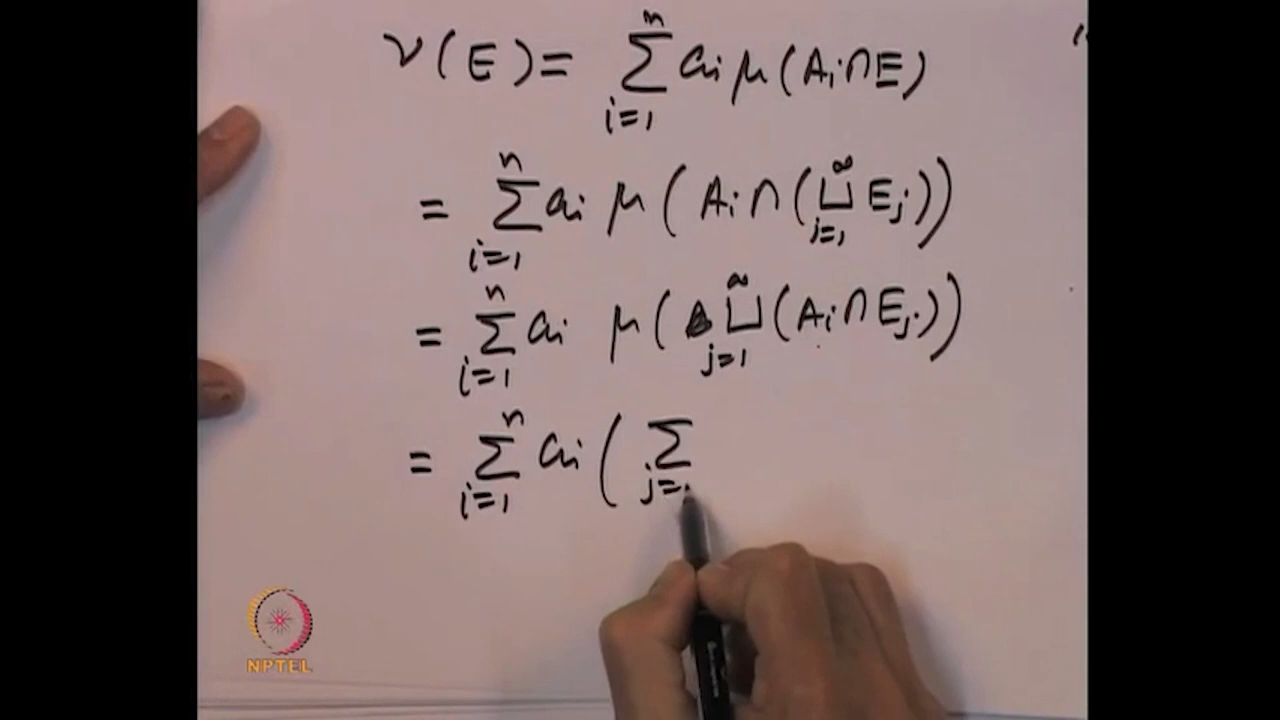 ν(E) = ∑_{i=1}^{n} a_i μ(A_i ∩ E)
= ∑_{i=1}^{n} a_i μ(A_i ∩ (⊔_{j=1}^{∞} E_j))
= ∑_{i=1}^{n} a_i μ(⊔_{j=1}^{∞} (A_i ∩ E_j))
= ∑_{i=1}^{n} a_i ( ∑_{j=1}
NPTEL